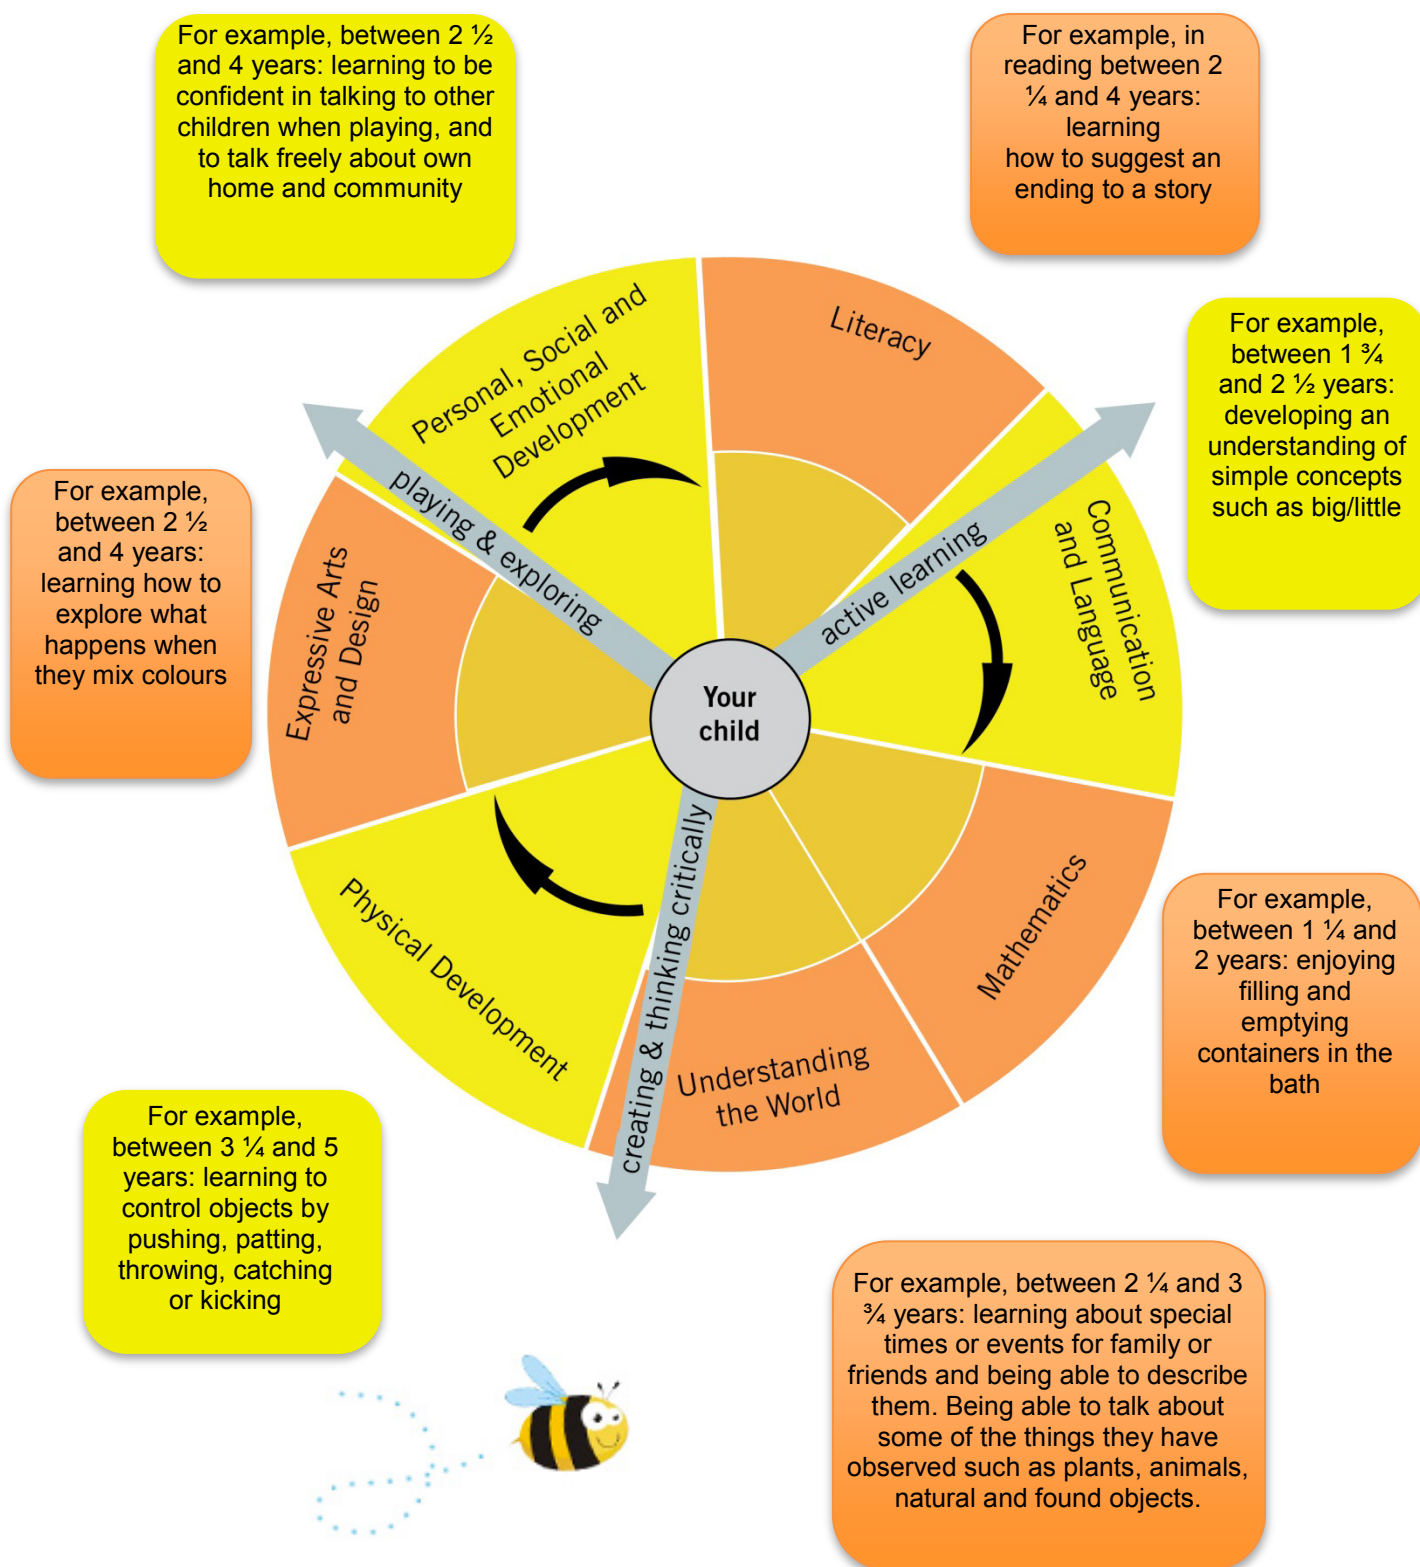 For example, between 2 ½
and 4 years: learning to be
confident in talking to other
children when playing, and
to talk freely about own
home and community
For example, in
reading between 2
¼ and 4 years:
learning
how to suggest an
ending to a story
For example,
between 1 ¾
and 2 ½ years:
developing an
understanding of
simple concepts
such as big/little
For example,
between 2 ½
and 4 years:
learning how to
explore what
happens when
they mix colours
Personal, Social and
Emotional
Development
Literacy
Communication
and Language
Expressive Arts
and Design
playing & exploring
active learning
Your
child
creating & thinking critically
Physical Development
Understanding
the World
Mathematics
For example,
between 1 ¼ and
2 years: enjoying
filling and
emptying
containers in the
bath
For example,
between 3 ¼ and 5
years: learning to
control objects by
pushing, patting,
throwing, catching
or kicking
For example, between 2 ¼ and 3
¾ years: learning about special
times or events for family or
friends and being able to describe
them. Being able to talk about
some of the things they have
observed such as plants, animals,
natural and found objects.